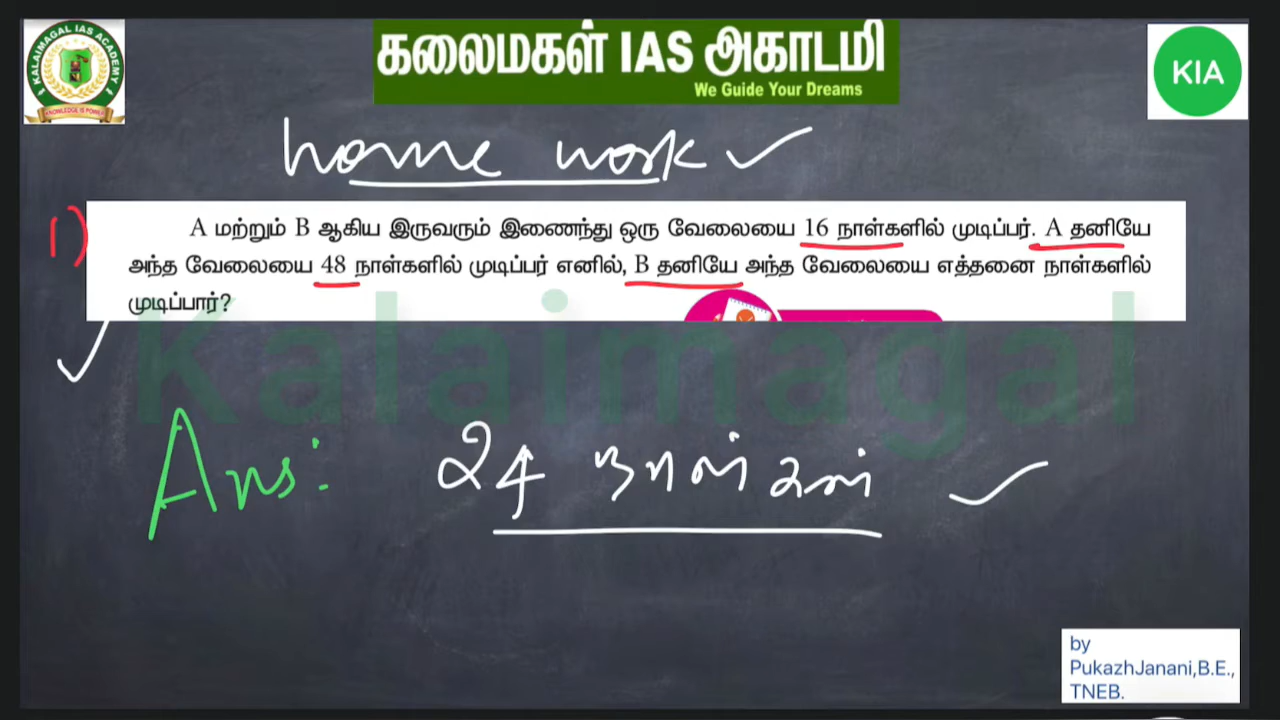 KALAIMAGAL IAS ACADEMY
KNOWLEDGE IS POWER
கலைமகள் IAS அகாடமி
We Guide Your Dreams
KIA
home work
1)
A மற்றும் B ஆகிய இருவரும் இணைந்து ஒரு வேலையை 16 நாள்களில் முடிப்பர். A தனியே
அந்த வேலையை 48 நாள்களில் முடிப்பர் எனில், B தனியே அந்த வேலையை எத்தனை நாள்களில்
முடிப்பார்?
Kalaimagal
Ans: 24 நாள்கள்
by
PukazhJanani,B.E.,
TNEB.